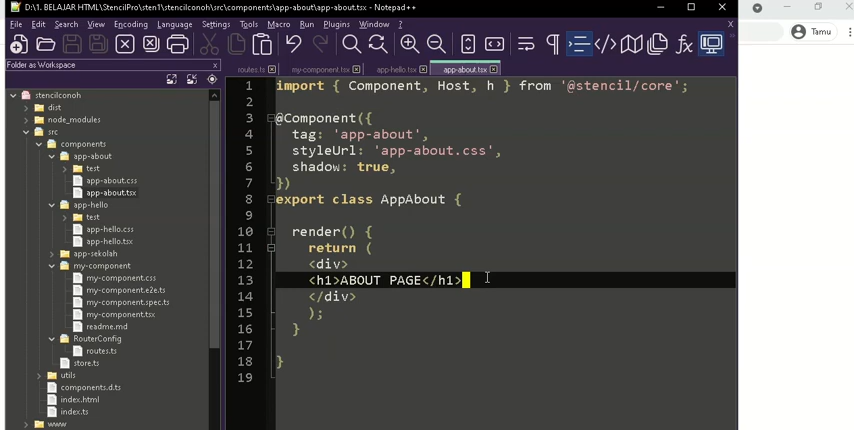 D:\1. BELAJAR HTML\StencilPro\sten1\stencilconoh\src\components\app-about\app-about.tsx - Notepad++
File Edit Search View Encoding Language Settings Tools Macro Run Plugins Window ? X
Tamu
Folder as Workspace x
routes.ts my-component.tsx app-hello.tsx app-about.tsx
stencilconoh
dist
node_modules
src
components
app-about
test
app-about.css
app-about.tsx
app-hello
test
app-hello.css
app-hello.tsx
app-sekolah
my-component
my-component.css
my-component.e2e.ts
my-component.spec.ts
my-component.tsx
readme.md
RouterConfig
routes.ts
store.ts
utils
components.d.ts
index.html
index.ts
www
1 import { Component, Host, h } from '@stencil/core';
2
3 @Component({
4 tag: 'app-about',
5 styleUrl: 'app-about.css',
6 shadow: true,
7 })
8 export class AppAbout {
9
10 render() {
11 return (
12 <div>
13 <h1>ABOUT PAGE</h1>
14 </div>
15 );
16 }
17
18 }
19